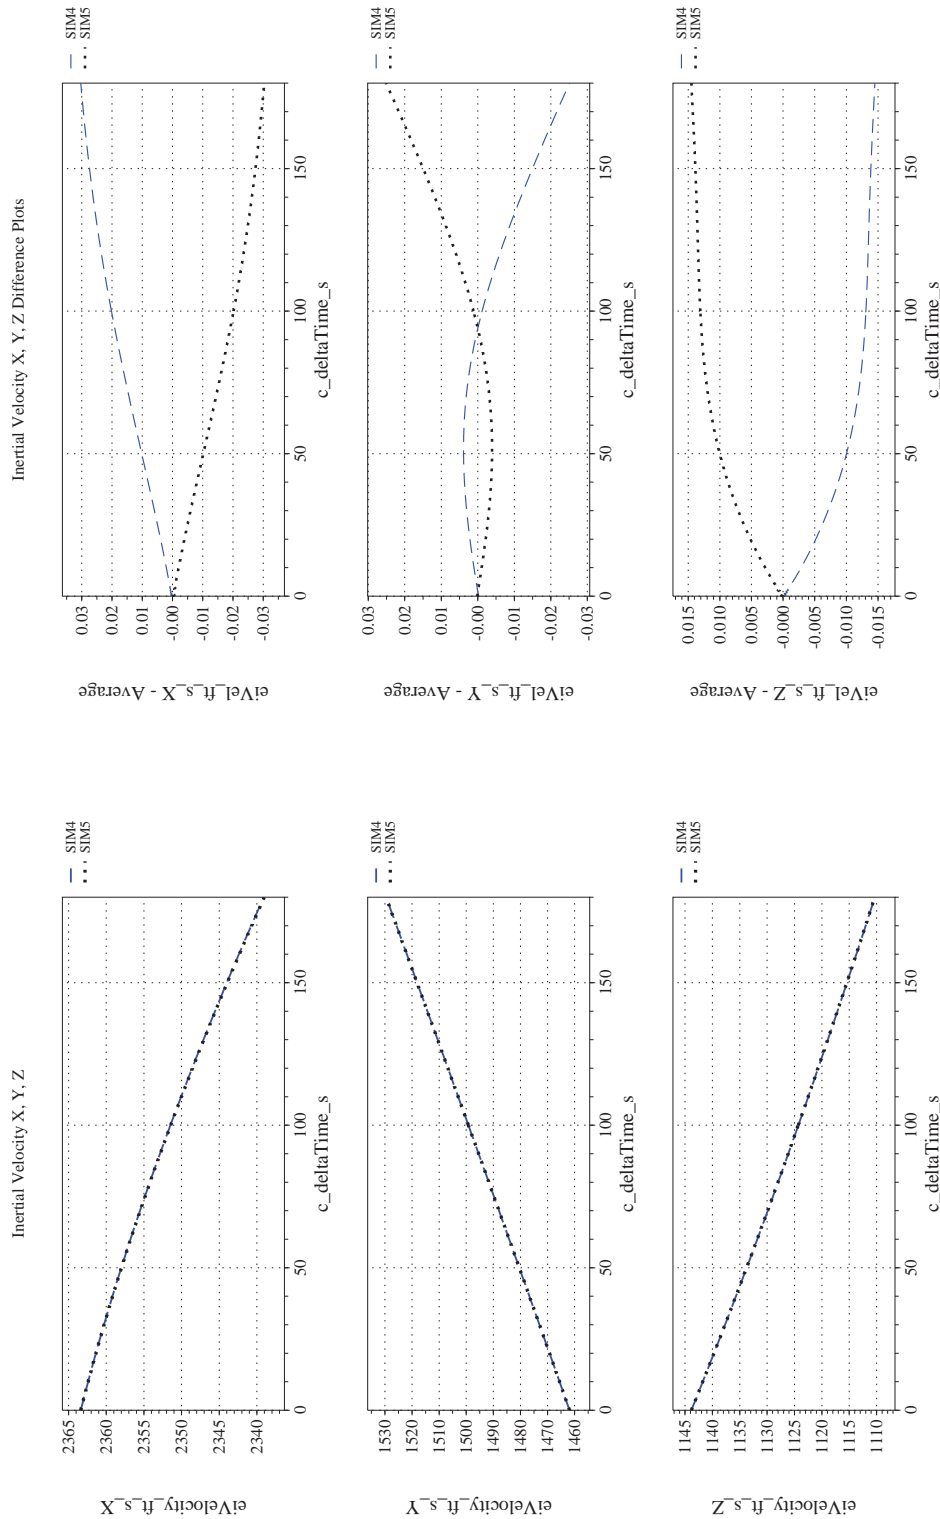 Inertial Velocity X, Y, Z
eiVelocity_ft_s_X
2365
2360
2355
2350
2345
2340
0
50
100
150
c_deltaTime_s
SIM4
SIM5
eiVelocity_ft_s_Y
1530
1520
1510
1500
1490
1480
1470
1460
0
50
100
150
c_deltaTime_s
SIM4
SIM5
eiVelocity_ft_s_Z
1145
1140
1135
1130
1125
1120
1115
1110
0
50
100
150
c_deltaTime_s
SIM4
SIM5
Inertial Velocity X, Y, Z Difference Plots
eiVel_ft_s_X - Average
0.03
0.02
0.01
-0.00
-0.01
-0.02
-0.03
0
50
100
150
c_deltaTime_s
SIM4
SIM5
eiVel_ft_s_Y - Average
0.03
0.02
0.01
-0.00
-0.01
-0.02
-0.03
0
50
100
150
c_deltaTime_s
SIM4
SIM5
eiVel_ft_s_Z - Average
0.015
0.010
0.005
-0.000
-0.005
-0.010
-0.015
0
50
100
150
c_deltaTime_s
SIM4
SIM5